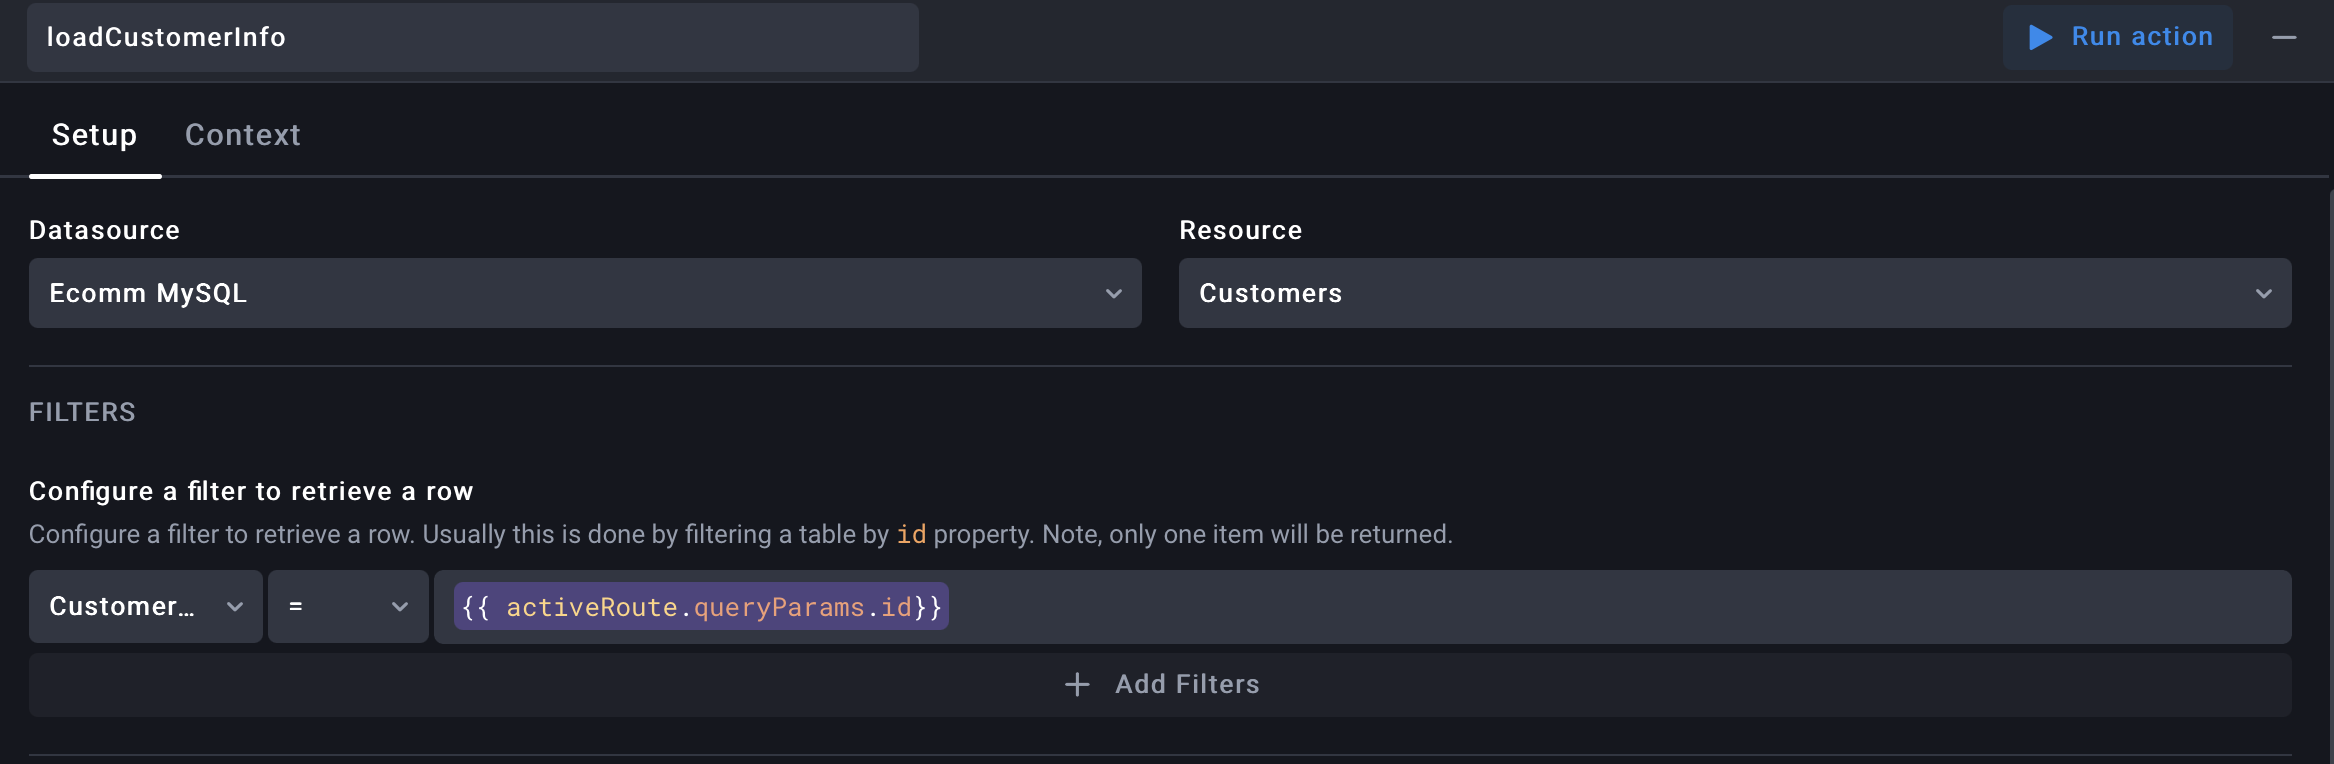 loadCustomerInfo
Run action
Setup Context
Datasource Resource
Ecomm MySQL Customers
FILTERS
Configure a filter to retrieve a row
Configure a filter to retrieve a row. Usually this is done by filtering a table by id property. Note, only one item will be returned.
Customer... = {{ activeRoute.queryParams.id}}
Add Filters